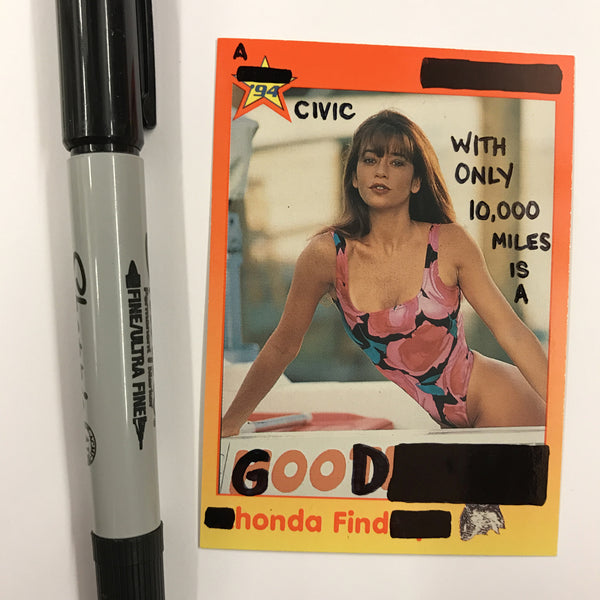 A
'94
CIVIC
WITH
ONLY
10,000
MILES
IS
A
GOOD
honda Find
FINE/ULTRA FINE